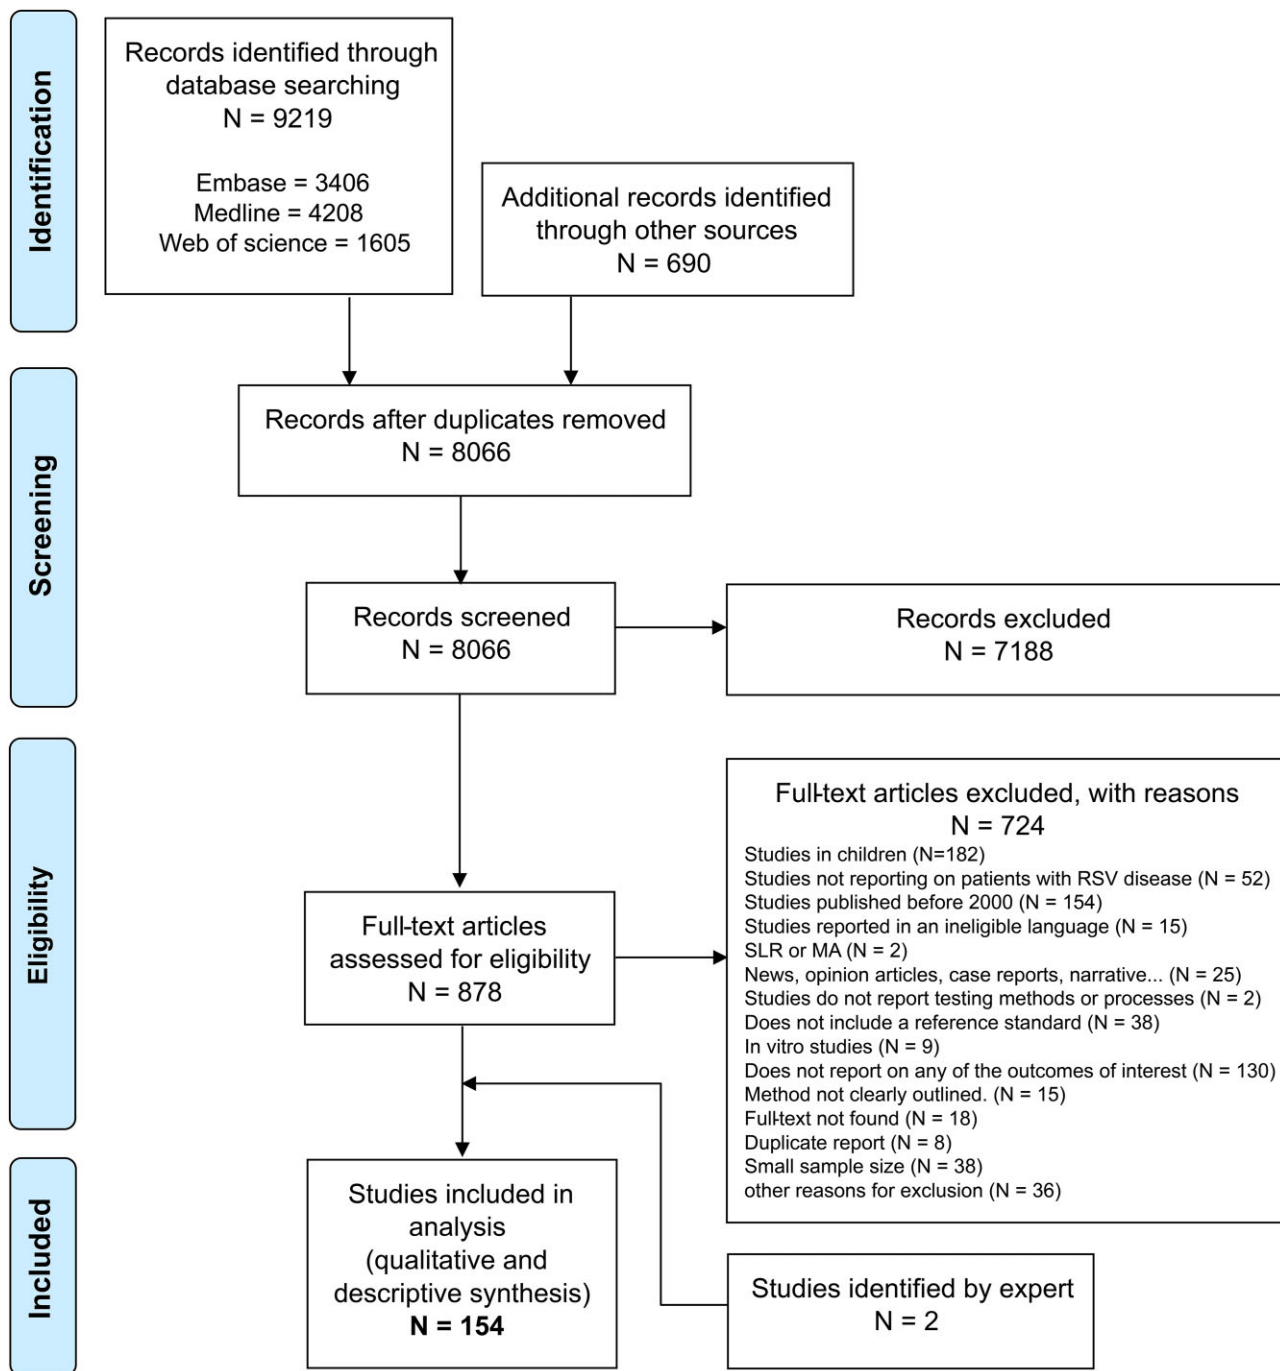 Identification
Records identified through
database searching
N = 9219
Embase = 3406
Medline = 4208
Web of science = 1605
Additional records identified
through other sources
N = 690
Screening
Records after duplicates removed
N = 8066
Records screened
N = 8066
Records excluded
N = 7188
Eligibility
Full-text articles
assessed for eligibility
N = 878
Full-text articles excluded, with reasons
N = 724
Studies in children (N=182)
Studies not reporting on patients with RSV disease (N = 52)
Studies published before 2000 (N = 154)
Studies reported in an ineligible language (N = 15)
SLR or MA (N = 2)
News, opinion articles, case reports, narrative... (N = 25)
Studies do not report testing methods or processes (N = 2)
Does not include a reference standard (N = 38)
In vitro studies (N = 9)
Does not report on any of the outcomes of interest (N = 130)
Method not clearly outlined. (N = 15)
Full-text not found (N = 18)
Duplicate report (N = 8)
Small sample size (N = 38)
other reasons for exclusion (N = 36)
Included
Studies included in
analysis
(qualitative and
descriptive synthesis)
N = 154
Studies identified by expert
N = 2